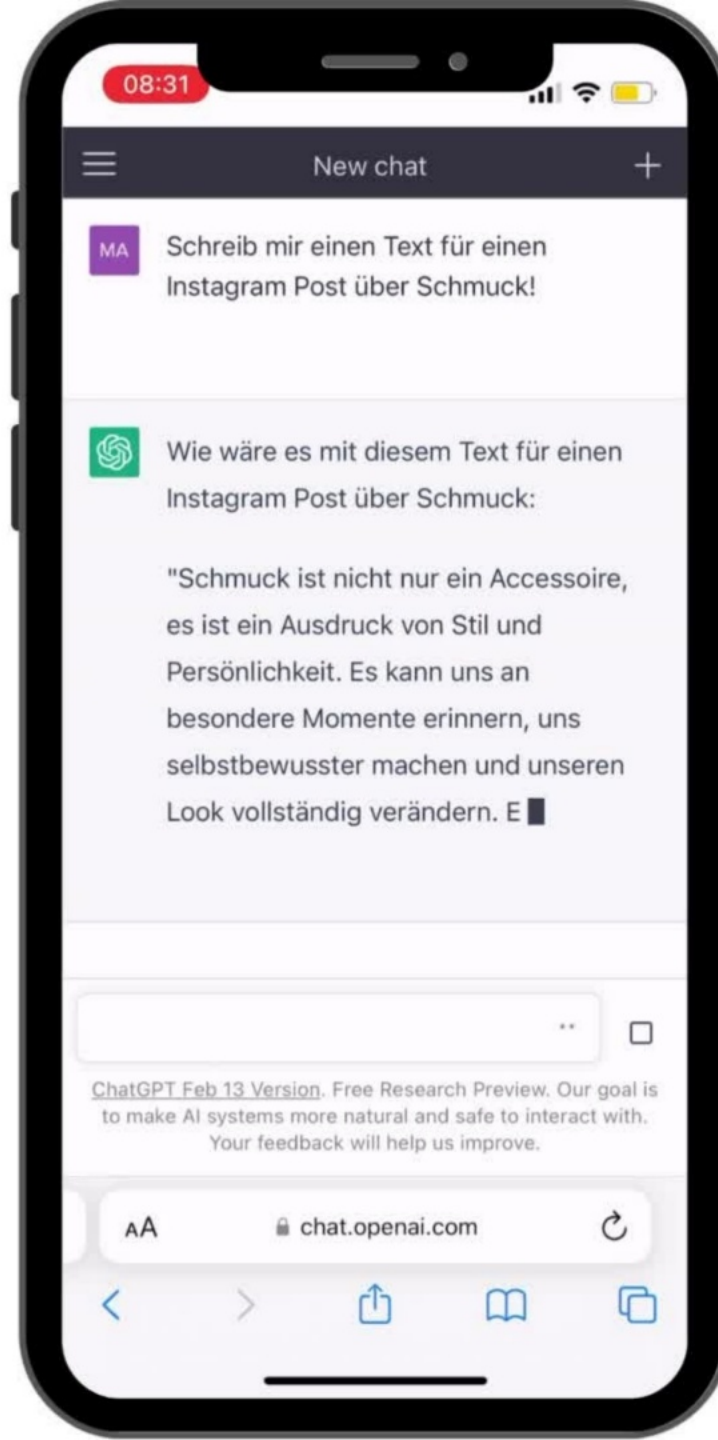 08:31
New chat
MA
Schreib mir einen Text für einen
Instagram Post über Schmuck!
Wie wäre es mit diesem Text für einen
Instagram Post über Schmuck:
"Schmuck ist nicht nur ein Accessoire,
es ist ein Ausdruck von Stil und
Persönlichkeit. Es kann uns an
besondere Momente erinnern, uns
selbstbewusster machen und unseren
Look vollständig verändern. E
ChatGPT Feb 13 Version. Free Research Preview. Our goal is
to make AI systems more natural and safe to interact with.
Your feedback will help us improve.
AA
chat.openai.com